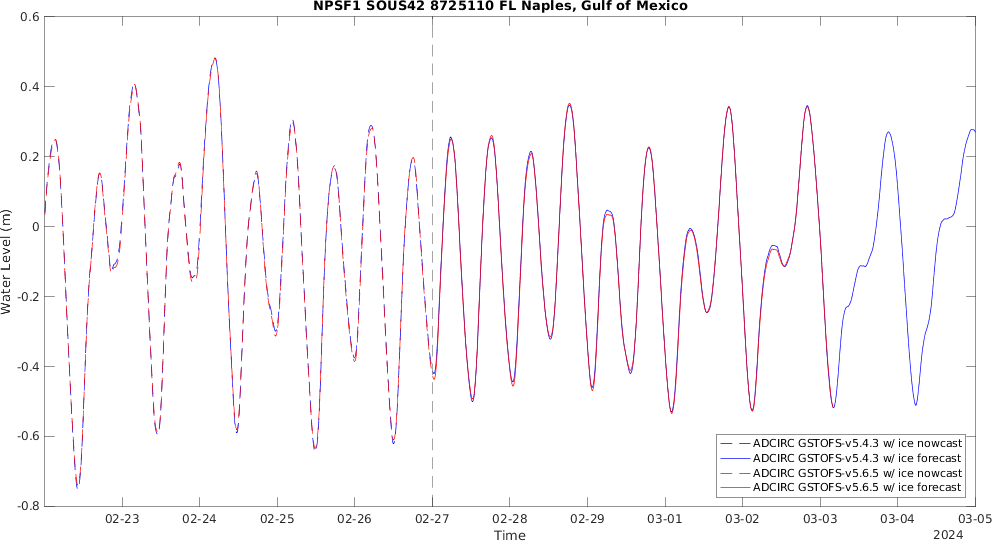 NPSF1 SOUS42 8725110 FL Naples, Gulf of Mexico
0.6
0.4
0.2
0
-0.2
-0.4
-0.6
-0.8
Water Level (m)
02-23 02-24 02-25 02-26 02-27 02-28 02-29 03-01 03-02 03-03 03-04 03-05
Time
2024
ADCIRC GSTOFS-v5.4.3 w/ ice nowcast
ADCIRC GSTOFS-v5.4.3 w/ ice forecast
ADCIRC GSTOFS-v5.6.5 w/ ice nowcast
ADCIRC GSTOFS-v5.6.5 w/ ice forecast